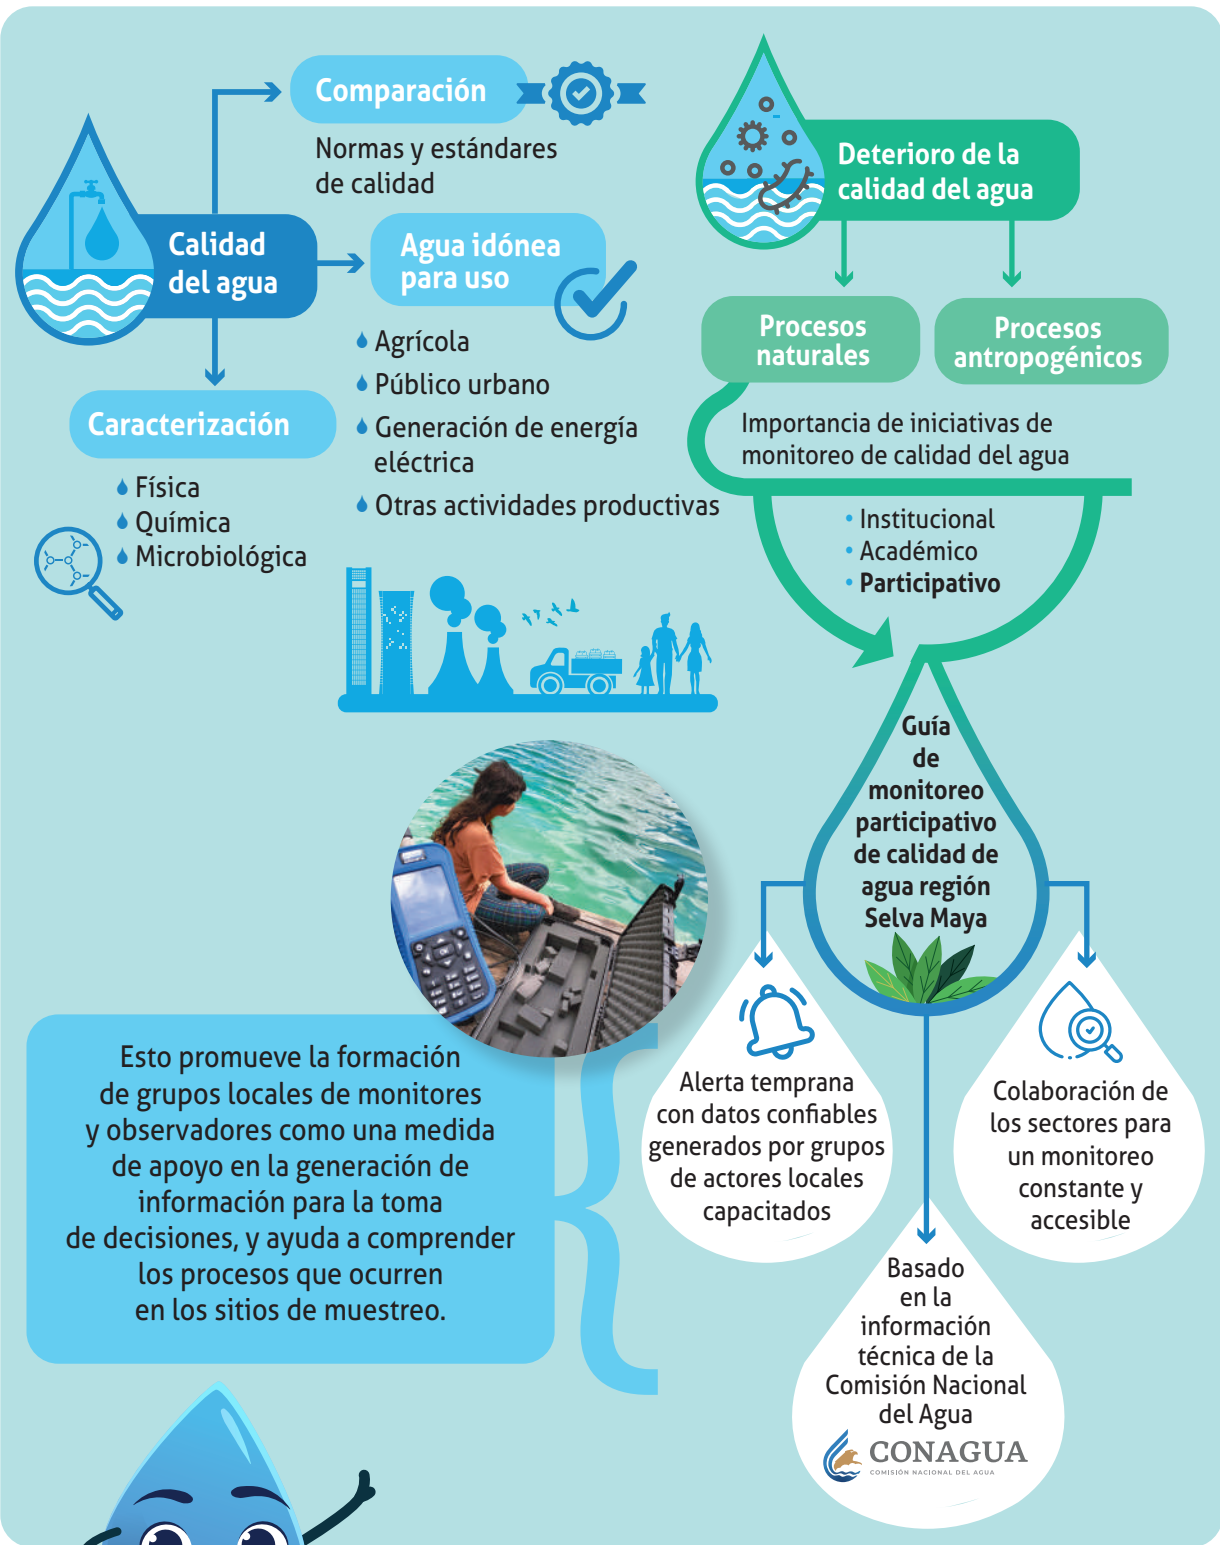 Comparación
Normas y estándares
de calidad
Calidad
del agua
Agua idónea
para uso
Agrícola
Público urbano
Generación de energía
eléctrica
Otras actividades productivas
Caracterización
Física
Química
Microbiológica
Deterioro de la
calidad del agua
Procesos
naturales
Procesos
antropogénicos
Importancia de iniciativas de
monitoreo de calidad del agua
• Institucional
• Académico
• Participativo
Guía
de
monitoreo
participativo
de calidad de
agua región
Selva Maya
Alerta temprana
con datos confiables
generados por grupos
de actores locales
capacitados
Basado
en la
información
técnica de la
Comisión Nacional
del Agua
CONAGUA
COMISIÓN NACIONAL DEL AGUA
Colaboración de
los sectores para
un monitoreo
constante y
accesible
Esto promueve la formación
de grupos locales de monitores
y observadores como una medida
de apoyo en la generación de
información para la toma
de decisiones, y ayuda a comprender
los procesos que ocurren
en los sitios de muestreo.